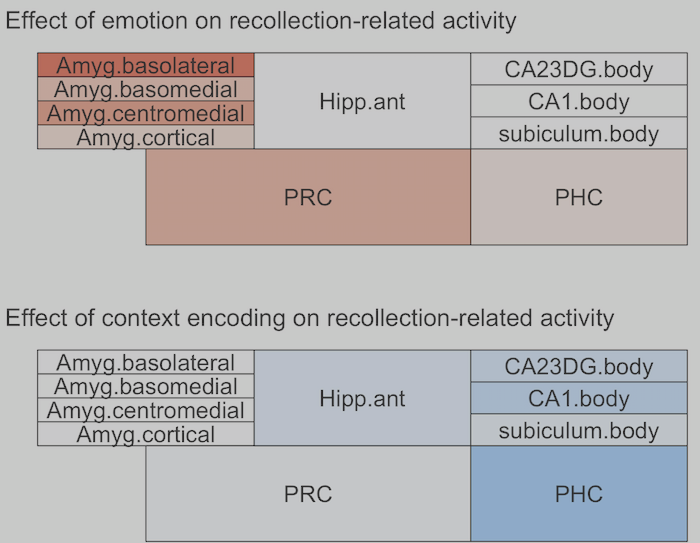 Effect of emotion on recollection-related activity
Amyg.basolateral
Amyg.basomedial
Amyg.centromedial
Amyg.cortical
Hipp.ant
CA23DG.body
CA1.body
subiculum.body
PRC
PHC
Effect of context encoding on recollection-related activity
Amyg.basolateral
Amyg.basomedial
Amyg.centromedial
Amyg.cortical
Hipp.ant
CA23DG.body
CA1.body
subiculum.body
PRC
PHC